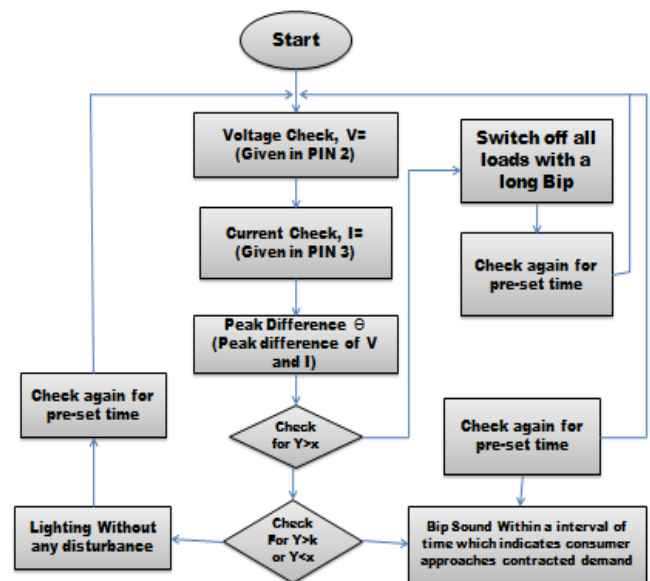 Start
Voltage Check, V=
(Given in PIN 2)
Switch off all
loads with a
long Bip
Current Check, I=
(Given in PIN 3)
Check again for
pre-set time
Peak Difference Θ
(Peak difference of V
and I)
Check again for
pre-set time
Check
for Y>x
Check again for
pre-set time
Lighting Without
any disturbance
Check
For Y>k
or Y<x
Bip Sound Within a interval of
time which indicates consumer
approaches contracted demand